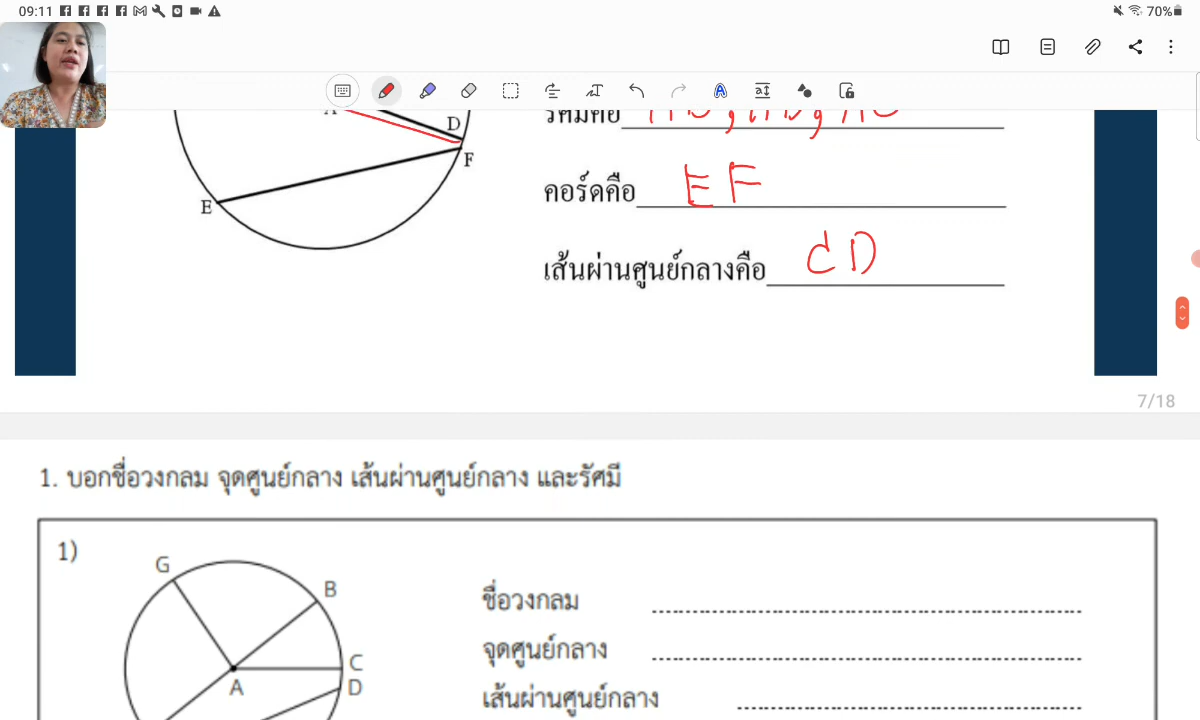 09:11 70%
A
D
รัศมีคือ
F
คอร์ดคือ EF
E
เส้นผ่านศูนย์กลางคือ CD
7/18
1. บอกชื่อวงกลม จุดศูนย์กลาง เส้นผ่านศูนย์กลาง และรัศมี
1)
G
B
ชื่อวงกลม
จุดศูนย์กลาง
C
A
D
เส้นผ่านศูนย์กลาง